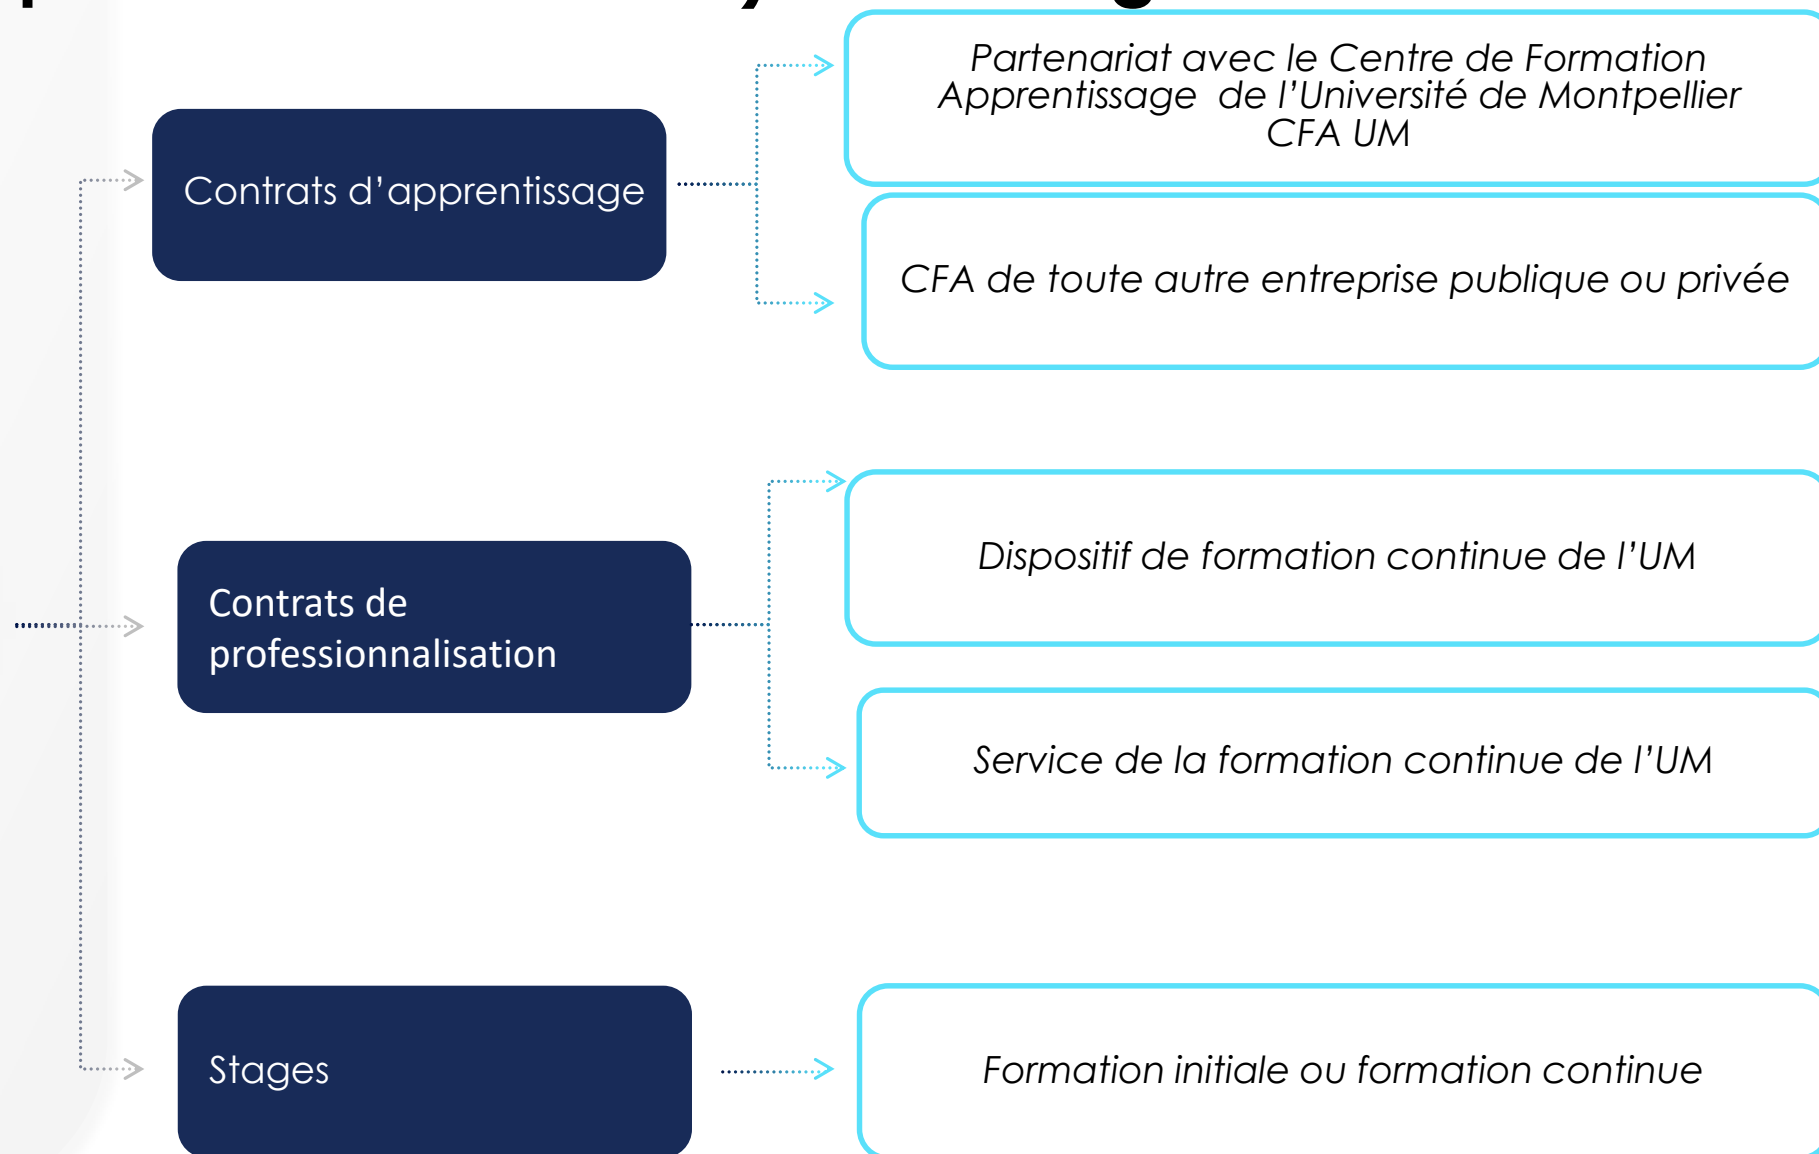 Partenariat avec le Centre de Formation
Apprentissage de l’Université de Montpellier
CFA UM
Contrats d’apprentissage
CFA de toute autre entreprise publique ou privée
Dispositif de formation continue de l’UM
Contrats de
professionnalisation
Service de la formation continue de l’UM
Stages
Formation initiale ou formation continue